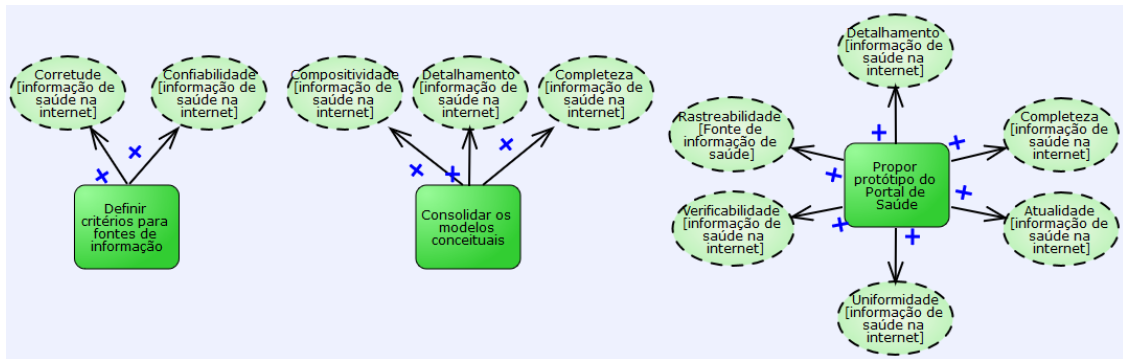 Corretude
[informação de
saúde na
internet]
Confiabilidade
[informação de
saúde na
internet]
Definir
critérios para
fontes de
informação
Compositividade
[informação de
saúde na
internet]
Detalhamento
[informação de
saúde na
internet]
Completeza
[informação de
saúde na
internet]
Consolidar os
modelos
conceituais
Detalhamento
[informação de
saúde na
internet]
Rastreabilidade
[Fonte de
informação de
saúde]
Completeza
[informação de
saúde na
internet]
Propor
protótipo do
Portal de
Saúde
Verificabilidade
[informação de
saúde na
internet]
Atualidade
[informação de
saúde na
internet]
Uniformidade
[informação de
saúde na
internet]